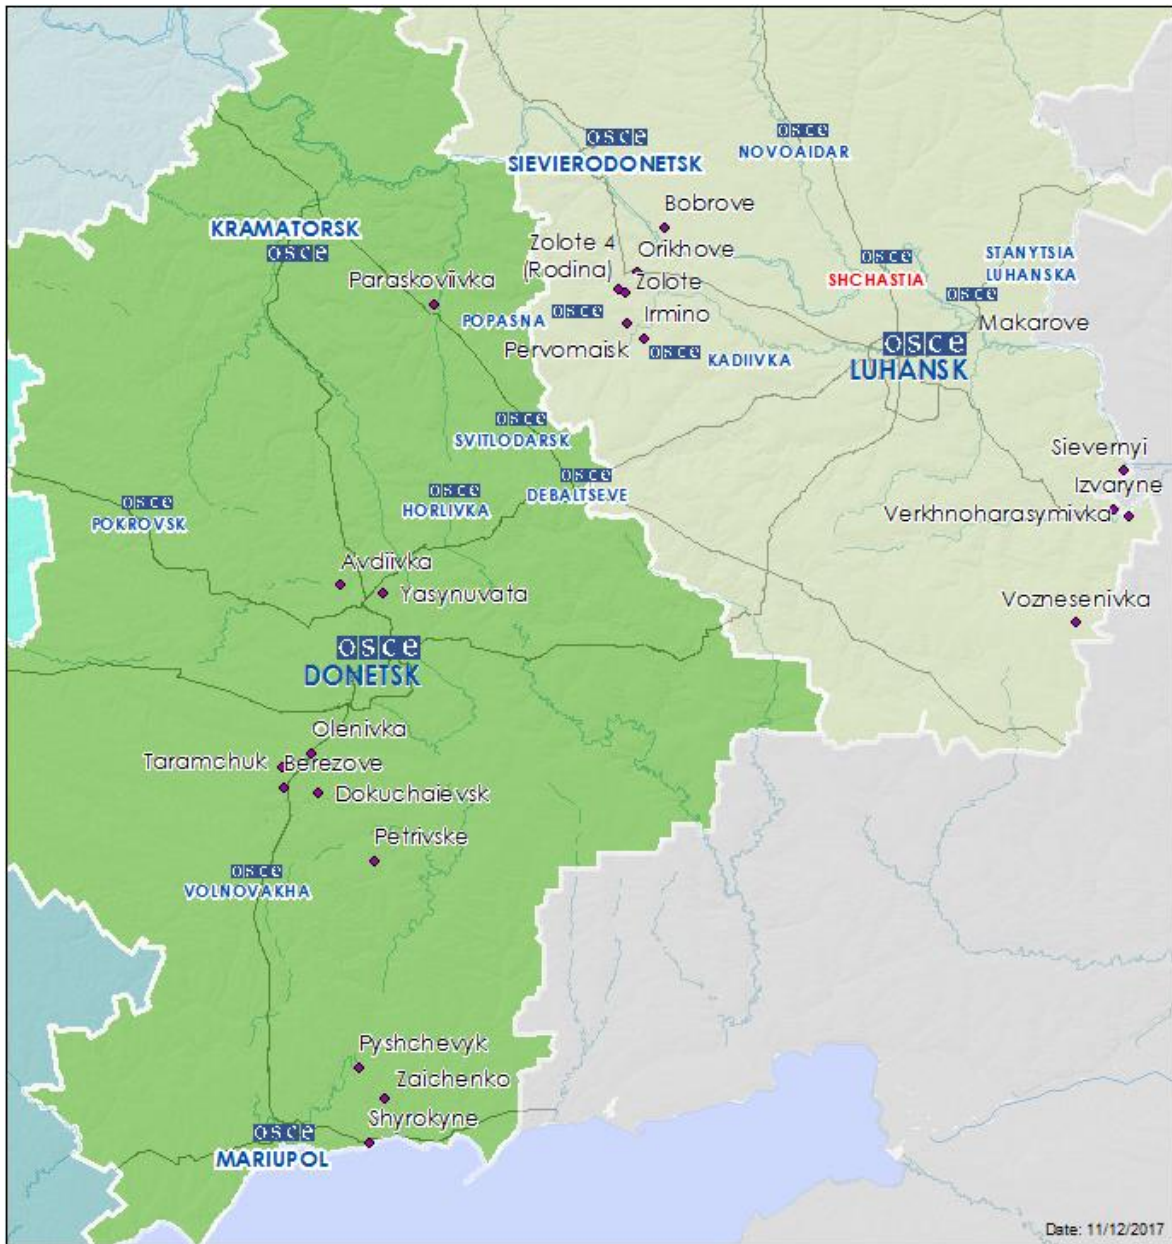 osce
SIEVIERODONETSK
osce
NOVOAIDAR
Bobrove
KRAMATORSK
osce
Zolote 4
(Rodina)
Orikhove
Zolote
osce
SHCHASTIA
STANYTSIA
LUHANSKA
osce
Paraskoviivka
POPASNA
osce
Irmino
Makarove
Pervomaisk
osce
KADIIVKA
osce
LUHANSK
osce
SVITLODARSK
Sievernyi
osce
DEBALTSEVE
Izvaryne
osce
POKROVSK
osce
HORLIVKA
Verkhnoharasymivka
Avdiivka
Yasynuvata
Voznesenivka
osce
DONETSK
Olenivka
Taramchuk
Berezove
Dokuchaievsk
Petrivske
osce
VOLNOVAKHA
Pyshchevyk
Zaichenko
Shyrokyne
osce
MARIUPOL
Date: 11/12/2017